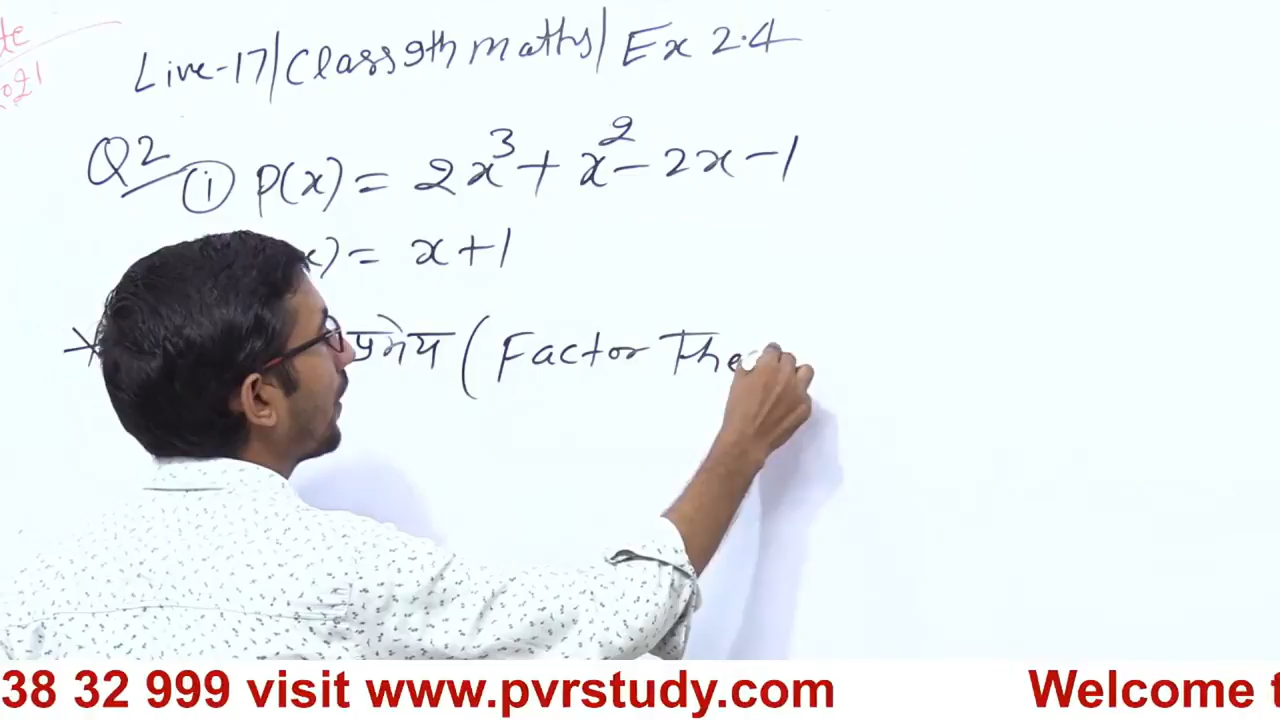 Live-17/Class 9th maths/ Ex 2.4
Q2 ① p(x) = 2x³ + x² - 2x - 1
x) = x+1
* प्रमेय (Factor The
38 32 999 visit www.pvrstudy.com Welcome t